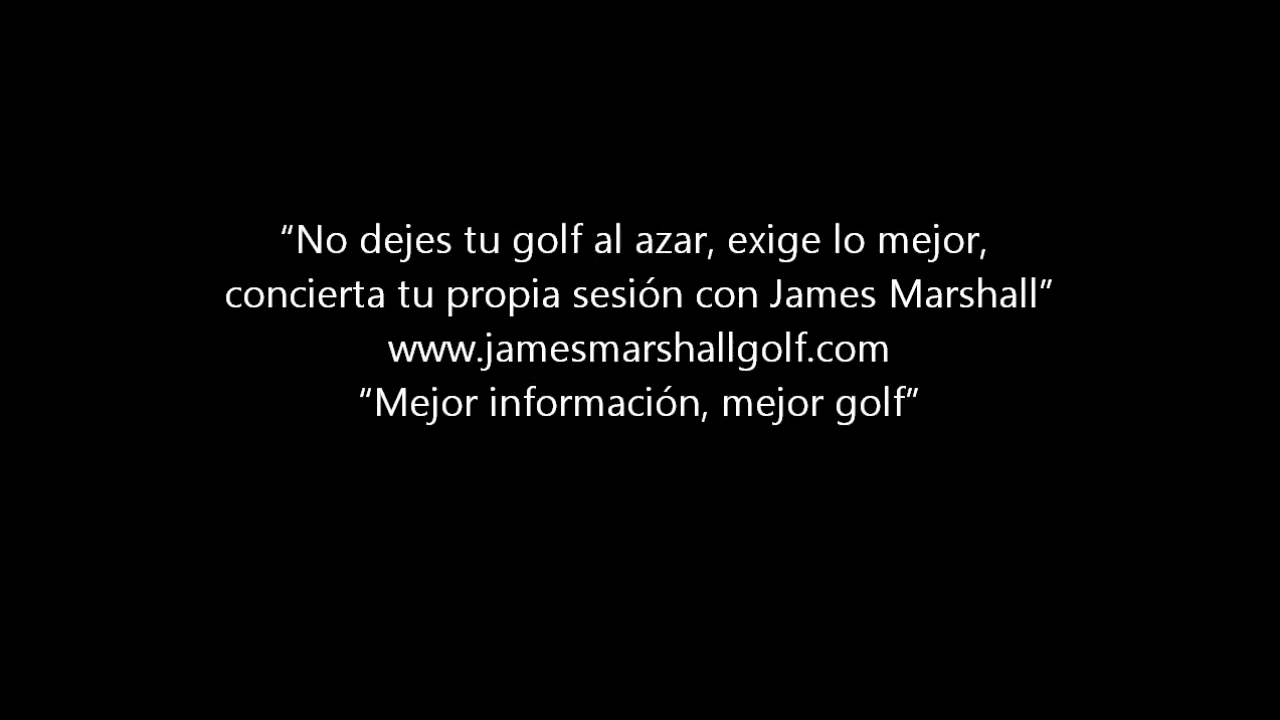 “No dejes tu golf al azar, exige lo mejor,
concierta tu propia sesión con James Marshall”
www.jamesmarshallgolf.com
“Mejor información, mejor golf”